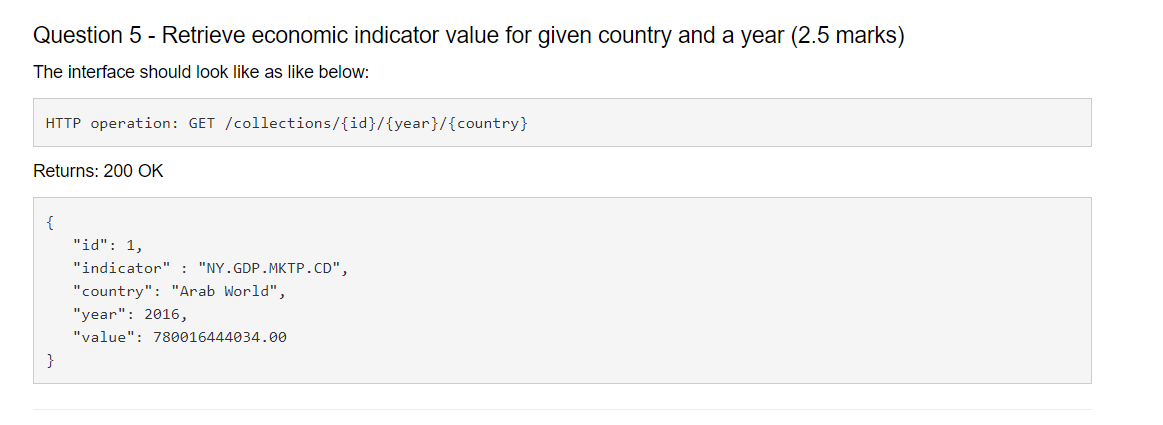 Question 5 - Retrieve economic indicator value for given country and a year (2.5 marks)
The interface should look like as like below:
HTTP operation: GET /collections/{id}/{year}/{country}
Returns: 200 OK
{
"id": 1,
"indicator" : "NY.GDP.MKTP.CD",
"country": "Arab World",
"year": 2016,
"value": 780016444034.00
}